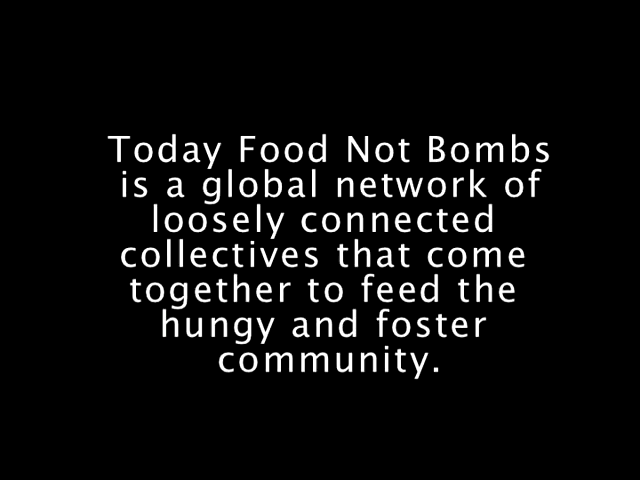 Today Food Not Bombs
is a global network of
loosely connected
collectives that come
together to feed the
hungy and foster
community.